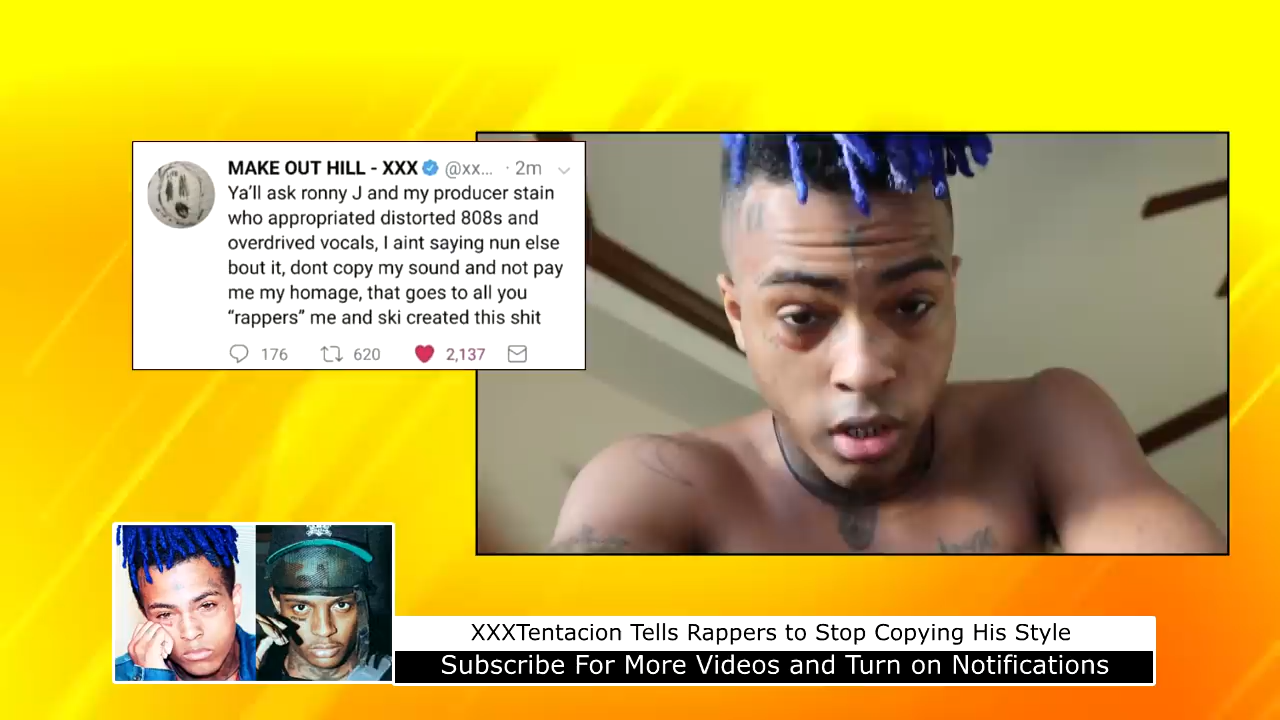 MAKE OUT HILL - XXX @xx... · 2m
Ya'll ask ronny J and my producer stain
who appropriated distorted 808s and
overdrived vocals, I aint saying nun else
bout it, dont copy my sound and not pay
me my homage, that goes to all you
“rappers” me and ski created this shit
176 620 2,137
XXXTentacion Tells Rappers to Stop Copying His Style
Subscribe For More Videos and Turn on Notifications